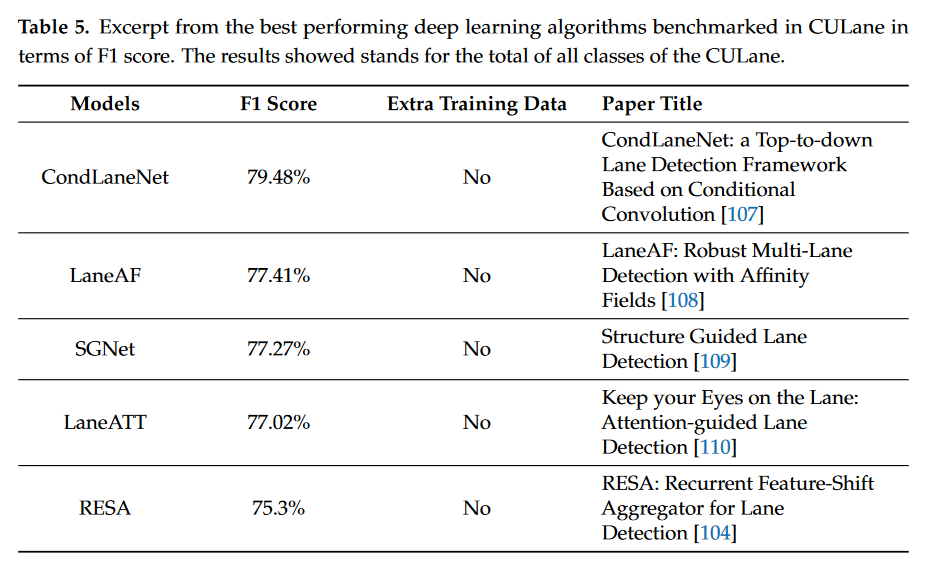 Table 5. Excerpt from the best performing deep learning algorithms benchmarked in CULane in
terms of F1 score. The results showed stands for the total of all classes of the CULane.
Models F1 Score Extra Training Data Paper Title
CondLaneNet 79.48% No CondLaneNet: a Top-to-down
Lane Detection Framework
Based on Conditional
Convolution [107]
LaneAF 77.41% No LaneAF: Robust Multi-Lane
Detection with Affinity
Fields [108]
SGNet 77.27% No Structure Guided Lane
Detection [109]
LaneATT 77.02% No Keep your Eyes on the Lane:
Attention-guided Lane
Detection [110]
RESA 75.3% No RESA: Recurrent Feature-Shift
Aggregator for Lane
Detection [104]